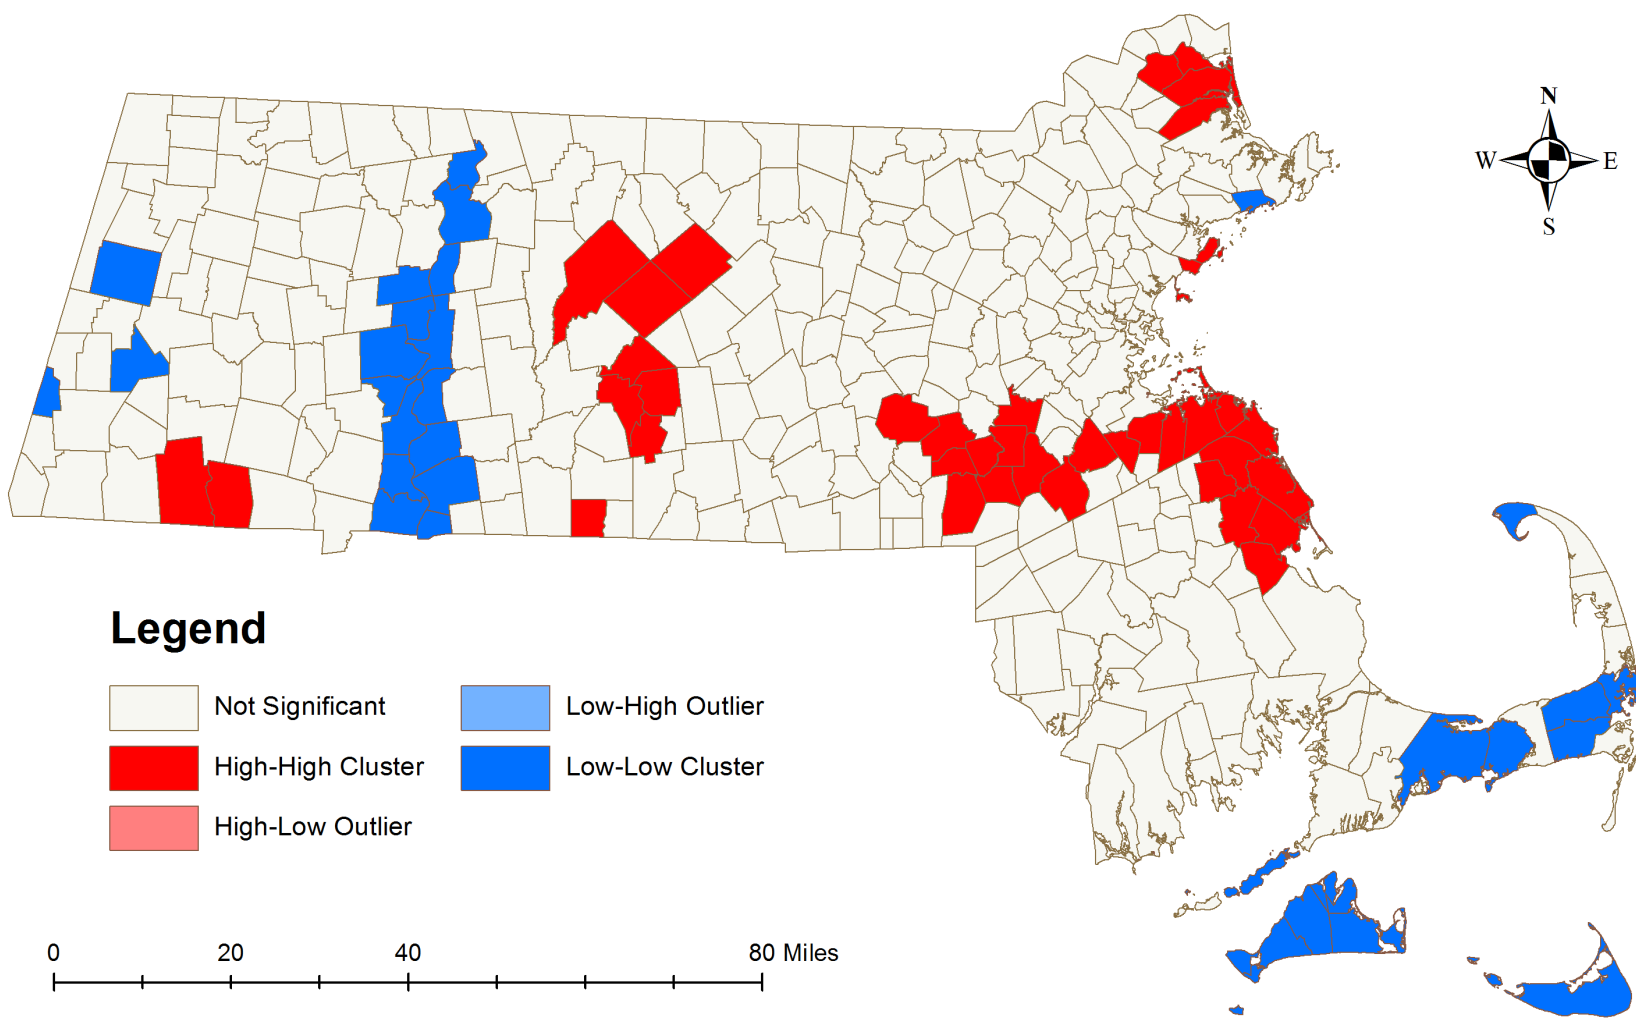 N
W E
S
Legend
Not Significant
Low-High Outlier
High-High Cluster
Low-Low Cluster
High-Low Outlier
0 20 40 80 Miles